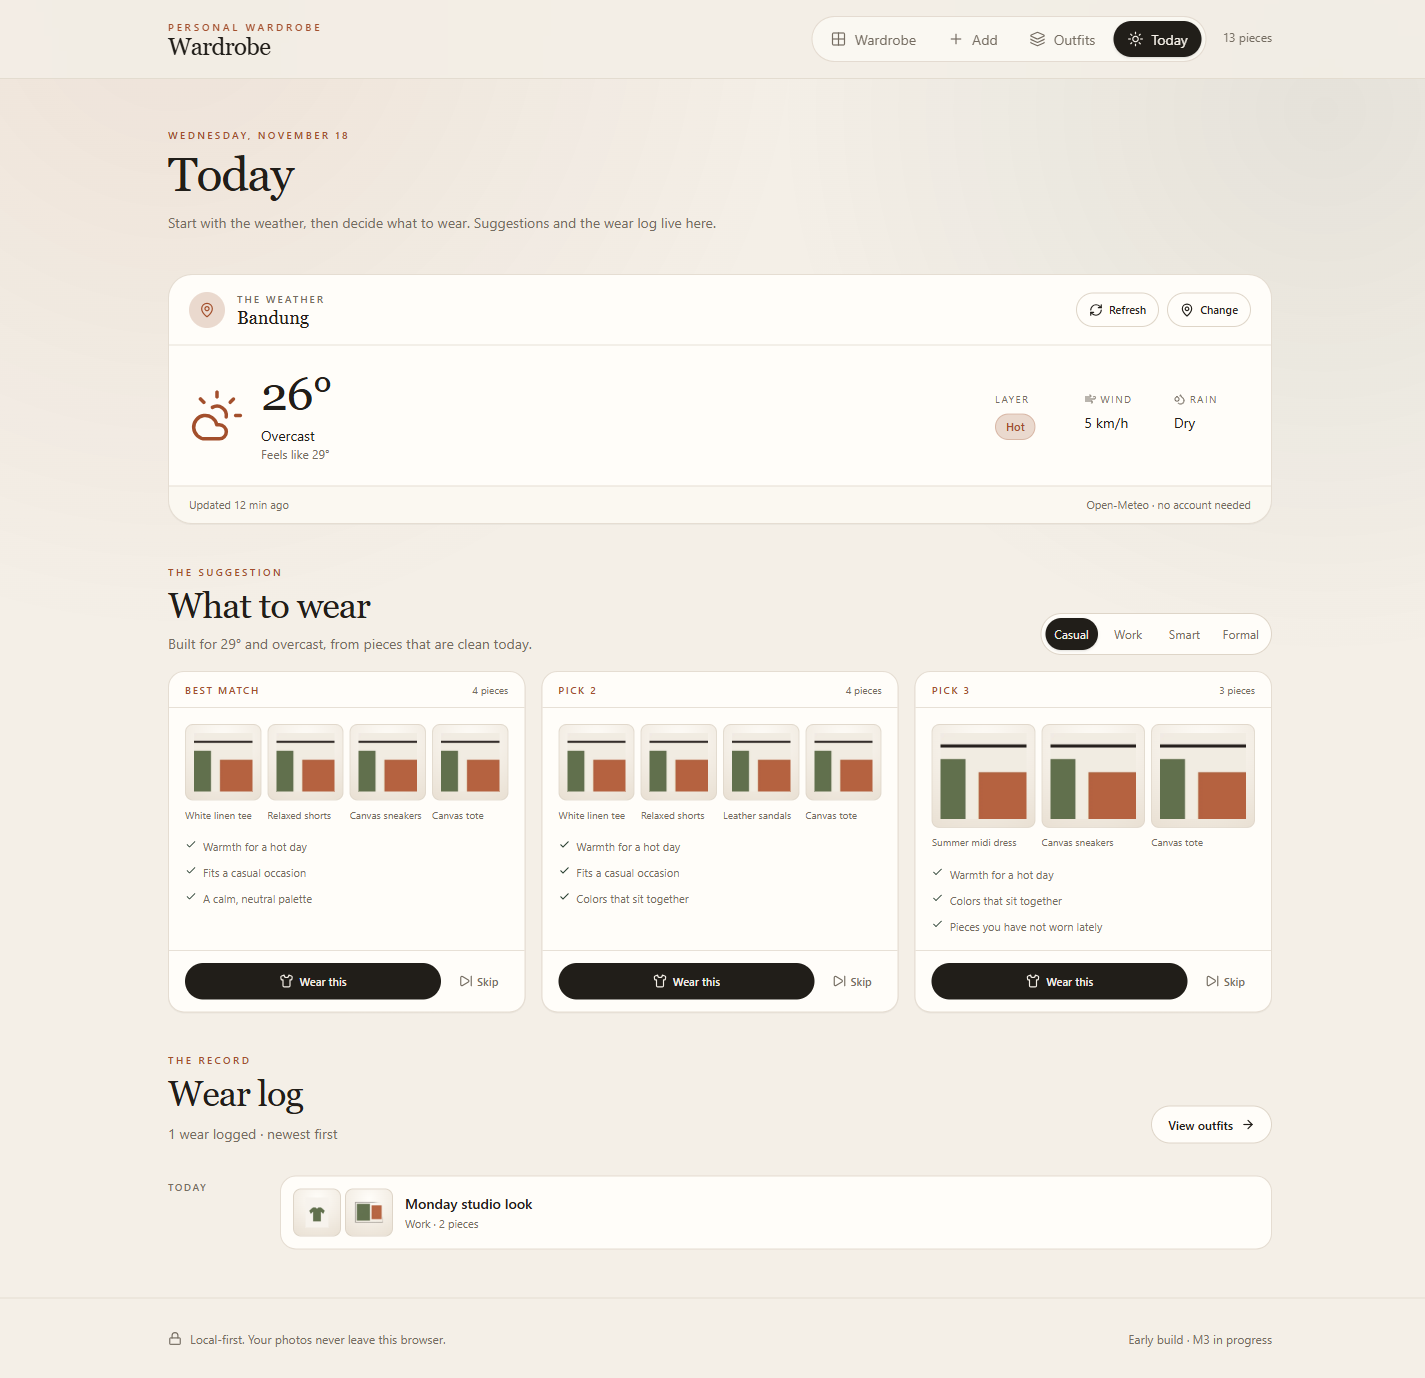 PERSONAL WARDROBE
Wardrobe
Wardrobe
Add
Outfits
Today
13 pieces
WEDNESDAY, NOVEMBER 18
Today
Start with the weather, then decide what to wear. Suggestions and the wear log live here.
THE WEATHER
Bandung
Refresh
Change
26°
Overcast
Feels like 29°
LAYER
Hot
WIND
5 km/h
RAIN
Dry
Updated 12 min ago
Open-Meteo · no account needed
THE SUGGESTION
What to wear
Built for 29° and overcast, from pieces that are clean today.
Casual
Work
Smart
Formal
BEST MATCH
4 pieces
White linen tee
Relaxed shorts
Canvas sneakers
Canvas tote
Warmth for a hot day
Fits a casual occasion
A calm, neutral palette
Wear this
Skip
PICK 2
4 pieces
White linen tee
Relaxed shorts
Leather sandals
Canvas tote
Warmth for a hot day
Fits a casual occasion
Colors that sit together
Wear this
Skip
PICK 3
3 pieces
Summer midi dress
Canvas sneakers
Canvas tote
Warmth for a hot day
Colors that sit together
Pieces you have not worn lately
Wear this
Skip
THE RECORD
Wear log
1 wear logged · newest first
View outfits
TODAY
Monday studio look
Work · 2 pieces
Local-first. Your photos never leave this browser.
Early build · M3 in progress